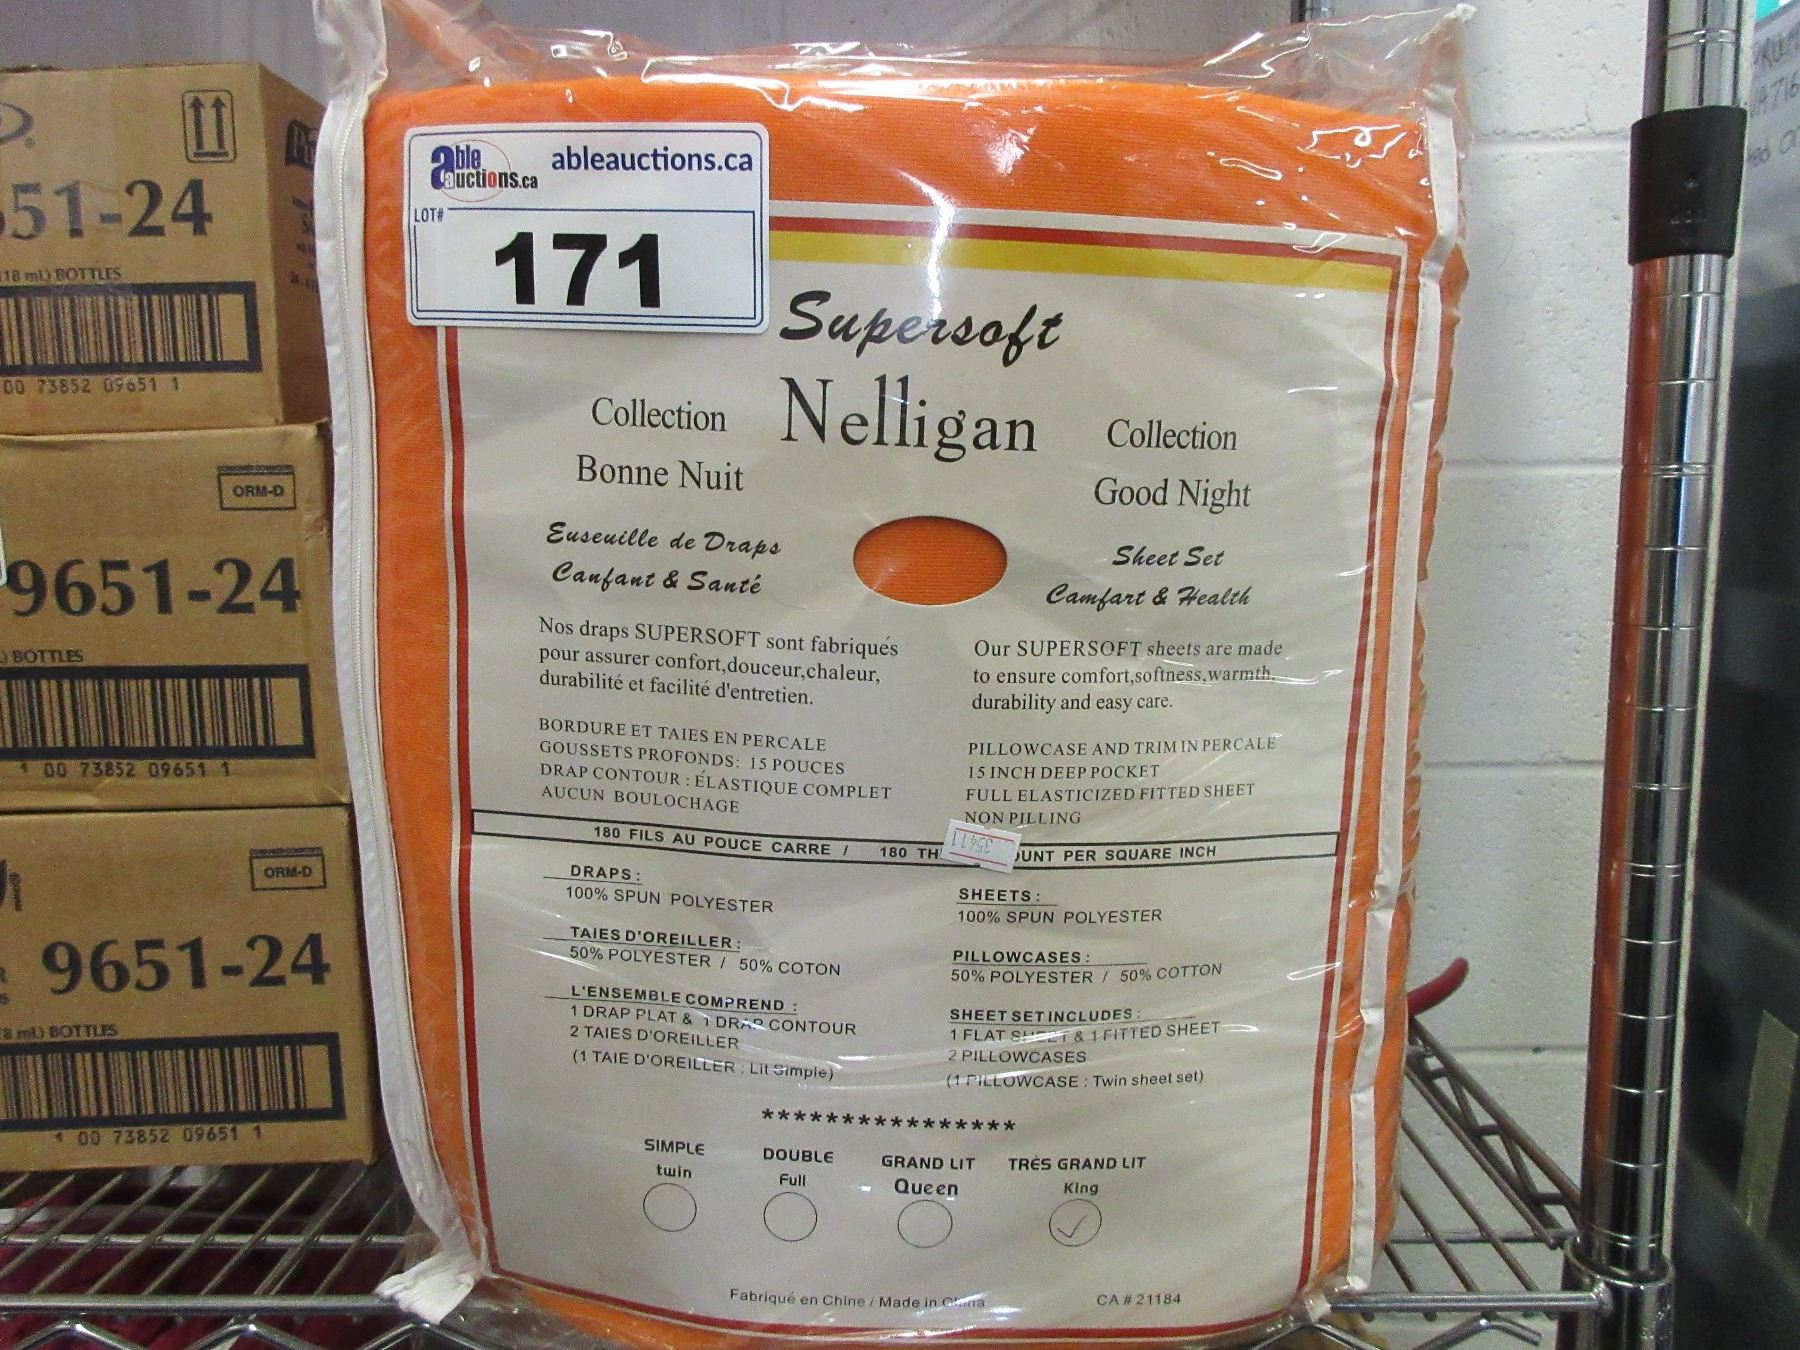 able auctions.ca
ableauctions.ca
LOT#
171
Supersoft
Nelligan
Collection
Bonne Nuit
Collection
Good Night
Euseuille de Draps
Canfant & Santé
Sheet Set
Camfart & Health
Nos draps SUPERSOFT sont fabriqués
pour assurer confort,douceur,chaleur,
durabilité et facilité d'entretien.
Our SUPERSOFT sheets are made
to ensure comfort,softness,warmth,
durability and easy care.
BORDURE ET TAIES EN PERCALE
GOUSSETS PROFONDS: 15 POUCES
DRAP CONTOUR : ÉLASTIQUE COMPLET
AUCUN BOULOCHAGE
PILLOWCASE AND TRIM IN PERCALE
15 INCH DEEP POCKET
FULL ELASTICIZED FITTED SHEET
NON PILLING
180 FILS AU POUCE CARRE / 180 TH OUNT PER SQUARE INCH
35411
DRAPS :
100% SPUN POLYESTER
TAIES D'OREILLER :
50% POLYESTER / 50% COTON
L'ENSEMBLE COMPREND :
1 DRAP PLAT & 1 DRAP CONTOUR
2 TAIES D'OREILLER
(1 TAIE D'OREILLER : Lit Simple)
SHEETS :
100% SPUN POLYESTER
PILLOWCASES :
50% POLYESTER / 50% COTTON
SHEET SET INCLUDES :
1 FLAT SHEET & 1 FITTED SHEET
2 PILLOWCASES
(1 PILLOWCASE : Twin sheet set)
****************
SIMPLE
twin
DOUBLE
Full
GRAND LIT
Queen
TRÈS GRAND LIT
King
Fabriqué en Chine / Made in China
CA # 21184
51-24
18 mL) BOTTLES
00 73852 09651 1
ORM-D
9651-24
) BOTTLES
1 00 73852 09651 1
ORM-D
9651-24
8 mL) BOTTLES
1 00 73852 09651 1